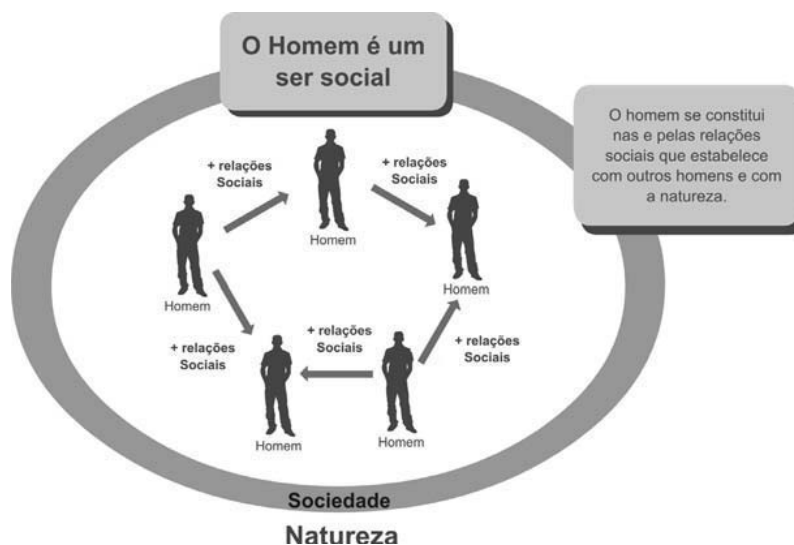 O Homem é um
ser social
O homem se constitui
nas e pelas relações
sociais que estabelece
com outros homens e com
a natureza.
+ relações
Sociais
+ relações
Sociais
Homem
Homem
Homem
+ relações
Sociais
+ relações
Sociais
+ relações
Sociais
Homem
Homem
Sociedade
Natureza